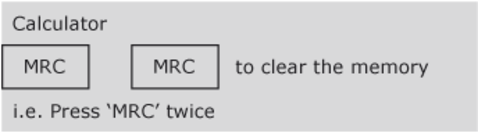 Calculator
MRC MRC to clear the memory
i.e. Press ‘MRC’ twice